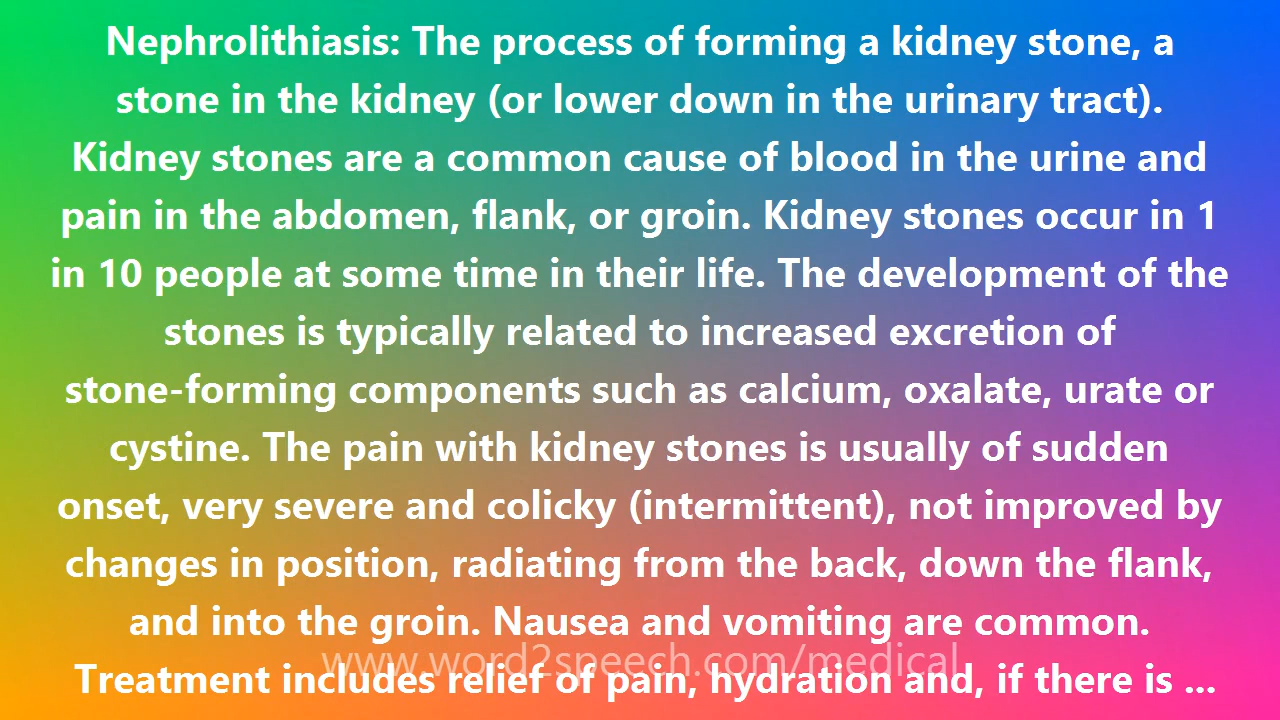 Nephrolithiasis: The process of forming a kidney stone, a
stone in the kidney (or lower down in the urinary tract).
Kidney stones are a common cause of blood in the urine and
pain in the abdomen, flank, or groin. Kidney stones occur in 1
in 10 people at some time in their life. The development of the
stones is typically related to increased excretion of
stone-forming components such as calcium, oxalate, urate or
cystine. The pain with kidney stones is usually of sudden
onset, very severe and colicky (intermittent), not improved by
changes in position, radiating from the back, down the flank,
and into the groin. Nausea and vomiting are common.
www.word2speech.com/medical
Treatment includes relief of pain, hydration and, if there is ...